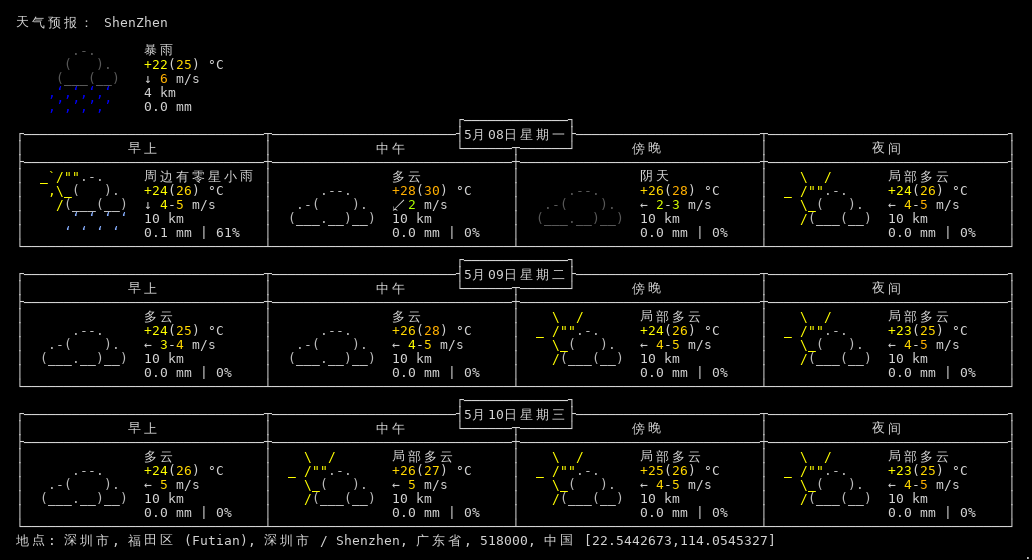 天气预报： ShenZhen
暴雨
+22(25) °C
↓ 6 m/s
4 km
0.0 mm
5月08日星期一
早上 中午 傍晚 夜间
周边有零星小雨 多云 阴天 局部多云
+24(26) °C +28(30) °C +26(28) °C +24(26) °C
↓ 4-5 m/s ↙ 2 m/s ← 2-3 m/s ← 4-5 m/s
10 km 10 km 10 km 10 km
0.1 mm | 61% 0.0 mm | 0% 0.0 mm | 0% 0.0 mm | 0%
5月09日星期二
早上 中午 傍晚 夜间
多云 多云 局部多云 局部多云
+24(25) °C +26(28) °C +24(26) °C +23(25) °C
← 3-4 m/s ← 4-5 m/s ← 4-5 m/s ← 4-5 m/s
10 km 10 km 10 km 10 km
0.0 mm | 0% 0.0 mm | 0% 0.0 mm | 0% 0.0 mm | 0%
5月10日星期三
早上 中午 傍晚 夜间
多云 局部多云 局部多云 局部多云
+24(26) °C +26(27) °C +25(26) °C +23(25) °C
← 5 m/s ← 5 m/s ← 4-5 m/s ← 4-5 m/s
10 km 10 km 10 km 10 km
0.0 mm | 0% 0.0 mm | 0% 0.0 mm | 0% 0.0 mm | 0%
地点: 深圳市, 福田区 (Futian), 深圳市 / Shenzhen, 广东省, 518000, 中国 [22.5442673,114.0545327]